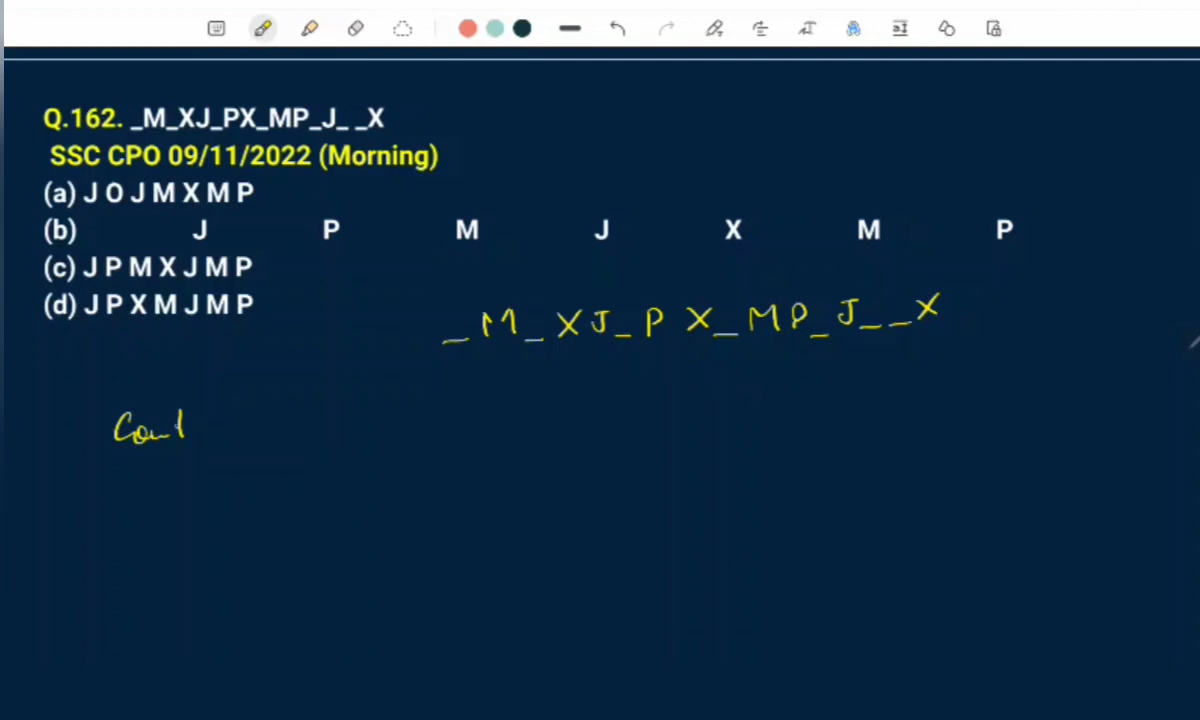 Q.162. _M_XJ_PX_MP_J_ _X
SSC CPO 09/11/2022 (Morning)
(a) J O J M X M P
(b) J P M J X M P
(c) J P M X J M P
(d) J P X M J M P
_ M _ X J _ P X _ M P _ J _ _ X